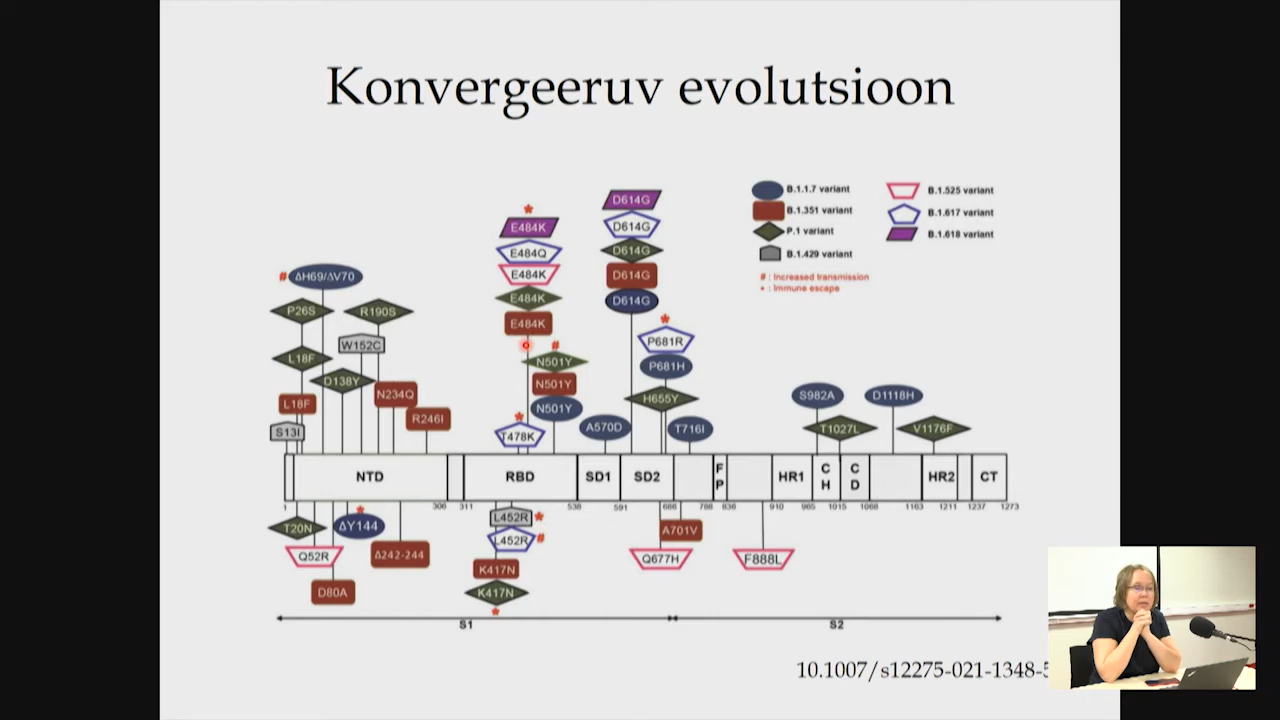 Konvergeeruv evolutsioon
B.1.1.7 variant
B.1.351 variant
P.1 variant
B.1.429 variant
B.1.525 variant
B.1.617 variant
B.1.618 variant
# : Increased transmission
* : Immune escape
D614G
D614G
D614G
D614G
D614G
*
E484K
E484Q
E484K
E484K
E484K
# ΔH69/ΔV70
P26S
R190S
W152C
L18F
D138Y
N234Q
L18F
R246I
S13I
#
N501Y
N501Y
N501Y
*
T478K
*
P681R
P681H
H655Y
A570D
T716I
S982A
D1118H
T1027L
V1176F
NTD
RBD
SD1
SD2
FP
HR1
CH
CD
HR2
CT
1
306
311
538
591
686
788
836
910
985
1015
1068
1163
1237
1273
T20N
*
ΔY144
Q52R
Δ242-244
D80A
L452R *
L452R #
K417N
K417N
*
A701V
Q677H
F888L
S1
S2
10.1007/s12275-021-1348-5